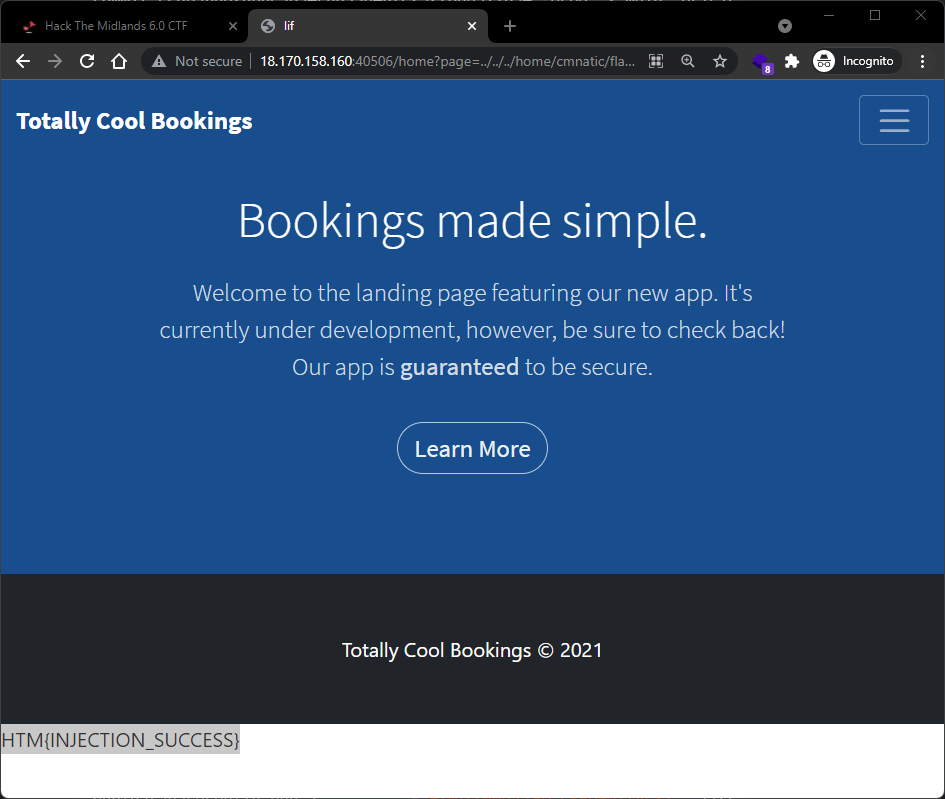 Hack The Midlands 6.0 CTF
lif
Not secure
18.170.158.160:40506/home?page=../../../home/cmnatic/fla...
8
Incognito
Totally Cool Bookings
Bookings made simple.
Welcome to the landing page featuring our new app. It's
currently under development, however, be sure to check back!
Our app is guaranteed to be secure.
Learn More
Totally Cool Bookings © 2021
HTM{INJECTION_SUCCESS}